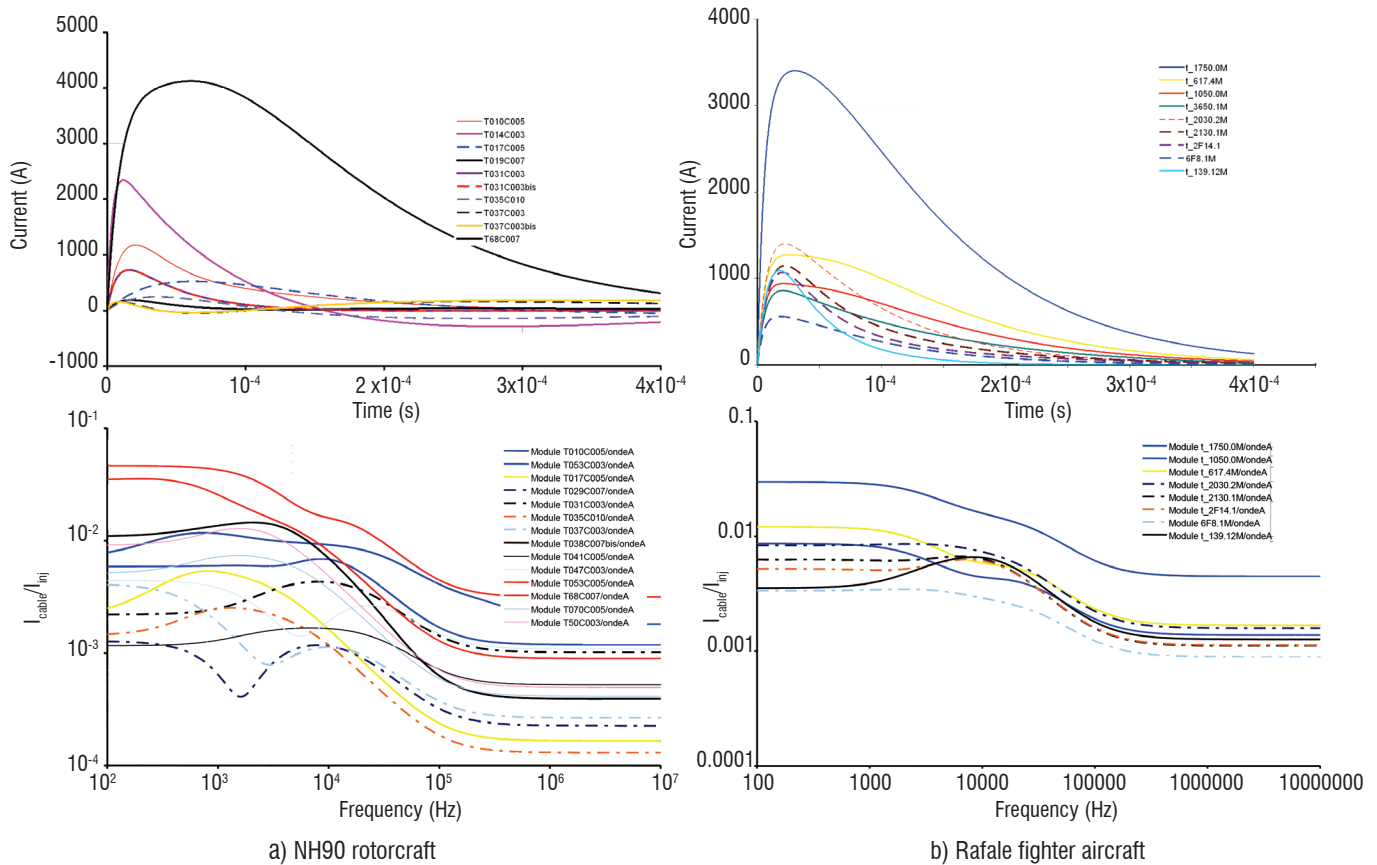 5000
4000
3000
2000
1000
0
-1000
Current (A)
0
10-4
2 x10-4
3x10-4
4x10-4
Time (s)
T010C005
T014C003
T017C005
T019C007
T031C003
T031C003bis
T035C010
T037C003
T037C003bis
T68C007
4000
3000
2000
1000
0
Current (A)
0
10-4
2x10-4
3x10-4
4x10-4
Time (s)
t_1750.0M
t_617.4M
t_1050.0M
t_3650.1M
t_2030.2M
t_2130.1M
t_2F14.1
6F8.1M
t_139.12M
10-1
10-2
10-3
10-4
Icable/Iinj
102
103
104
105
106
107
Frequency (Hz)
Module T010C005/ondeA
Module T053C003/ondeA
Module T017C005/ondeA
Module T029C007/ondeA
Module T031C003/ondeA
Module T035C010/ondeA
Module T037C003/ondeA
Module T038C007bis/ondeA
Module T041C005/ondeA
Module T047C003/ondeA
Module T053C005/ondeA
Module T68C007/ondeA
Module T070C005/ondeA
Module T50C003/ondeA
0.1
0.01
0.001
0.0001
Icable/Iinj
100
1000
10000
100000
1000000
10000000
Frequency (Hz)
Module t_1750.0M/ondeA
Module t_1050.0M/ondeA
Module t_617.4M/ondeA
Module t_2030.2M/ondeA
Module t_2130.1M/ondeA
Module t_2F14.1/ondeA
Module 6F8.1M/ondeA
Module t_139.12M/ondeA
a) NH90 rotorcraft
b) Rafale fighter aircraft